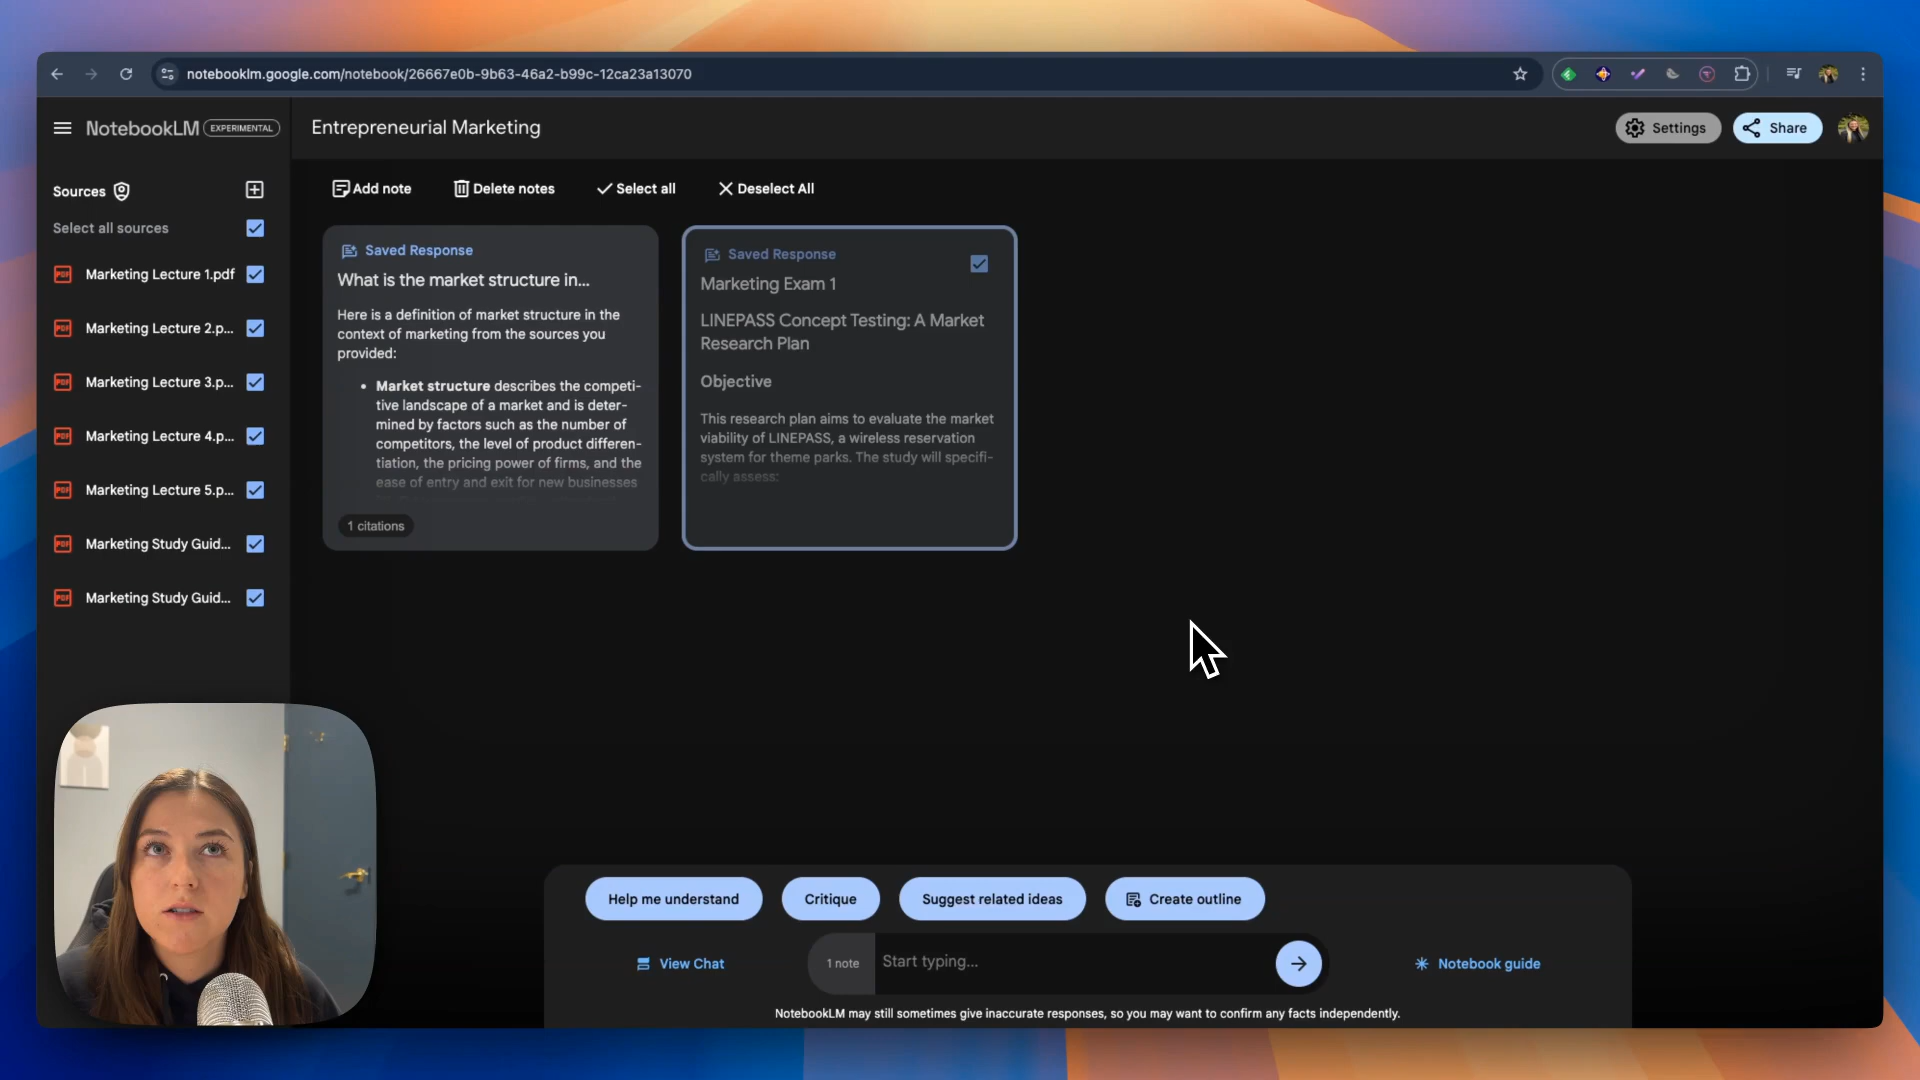 notebooklm.google.com/notebook/26667e0b-9b63-46a2-b99c-12ca23a13070
NotebookLM EXPERIMENTAL
Entrepreneurial Marketing
Settings
Share
Sources
Select all sources
Marketing Lecture 1.pdf
Marketing Lecture 2.p...
Marketing Lecture 3.p...
Marketing Lecture 4.p...
Marketing Lecture 5.p...
Marketing Study Guid...
Marketing Study Guid...
Add note
Delete notes
Select all
Deselect All
Saved Response
What is the market structure in...
Here is a definition of market structure in the
context of marketing from the sources you
provided:
• Market structure describes the competi-
tive landscape of a market and is deter-
mined by factors such as the number of
competitors, the level of product differen-
tiation, the pricing power of firms, and the
ease of entry and exit for new businesses
1 citations
Saved Response
Marketing Exam 1
LINEPASS Concept Testing: A Market
Research Plan
Objective
This research plan aims to evaluate the market
viability of LINEPASS, a wireless reservation
system for theme parks. The study will specifi-
cally assess:
Help me understand
Critique
Suggest related ideas
Create outline
View Chat
1 note
Start typing...
Notebook guide
NotebookLM may still sometimes give inaccurate responses, so you may want to confirm any facts independently.